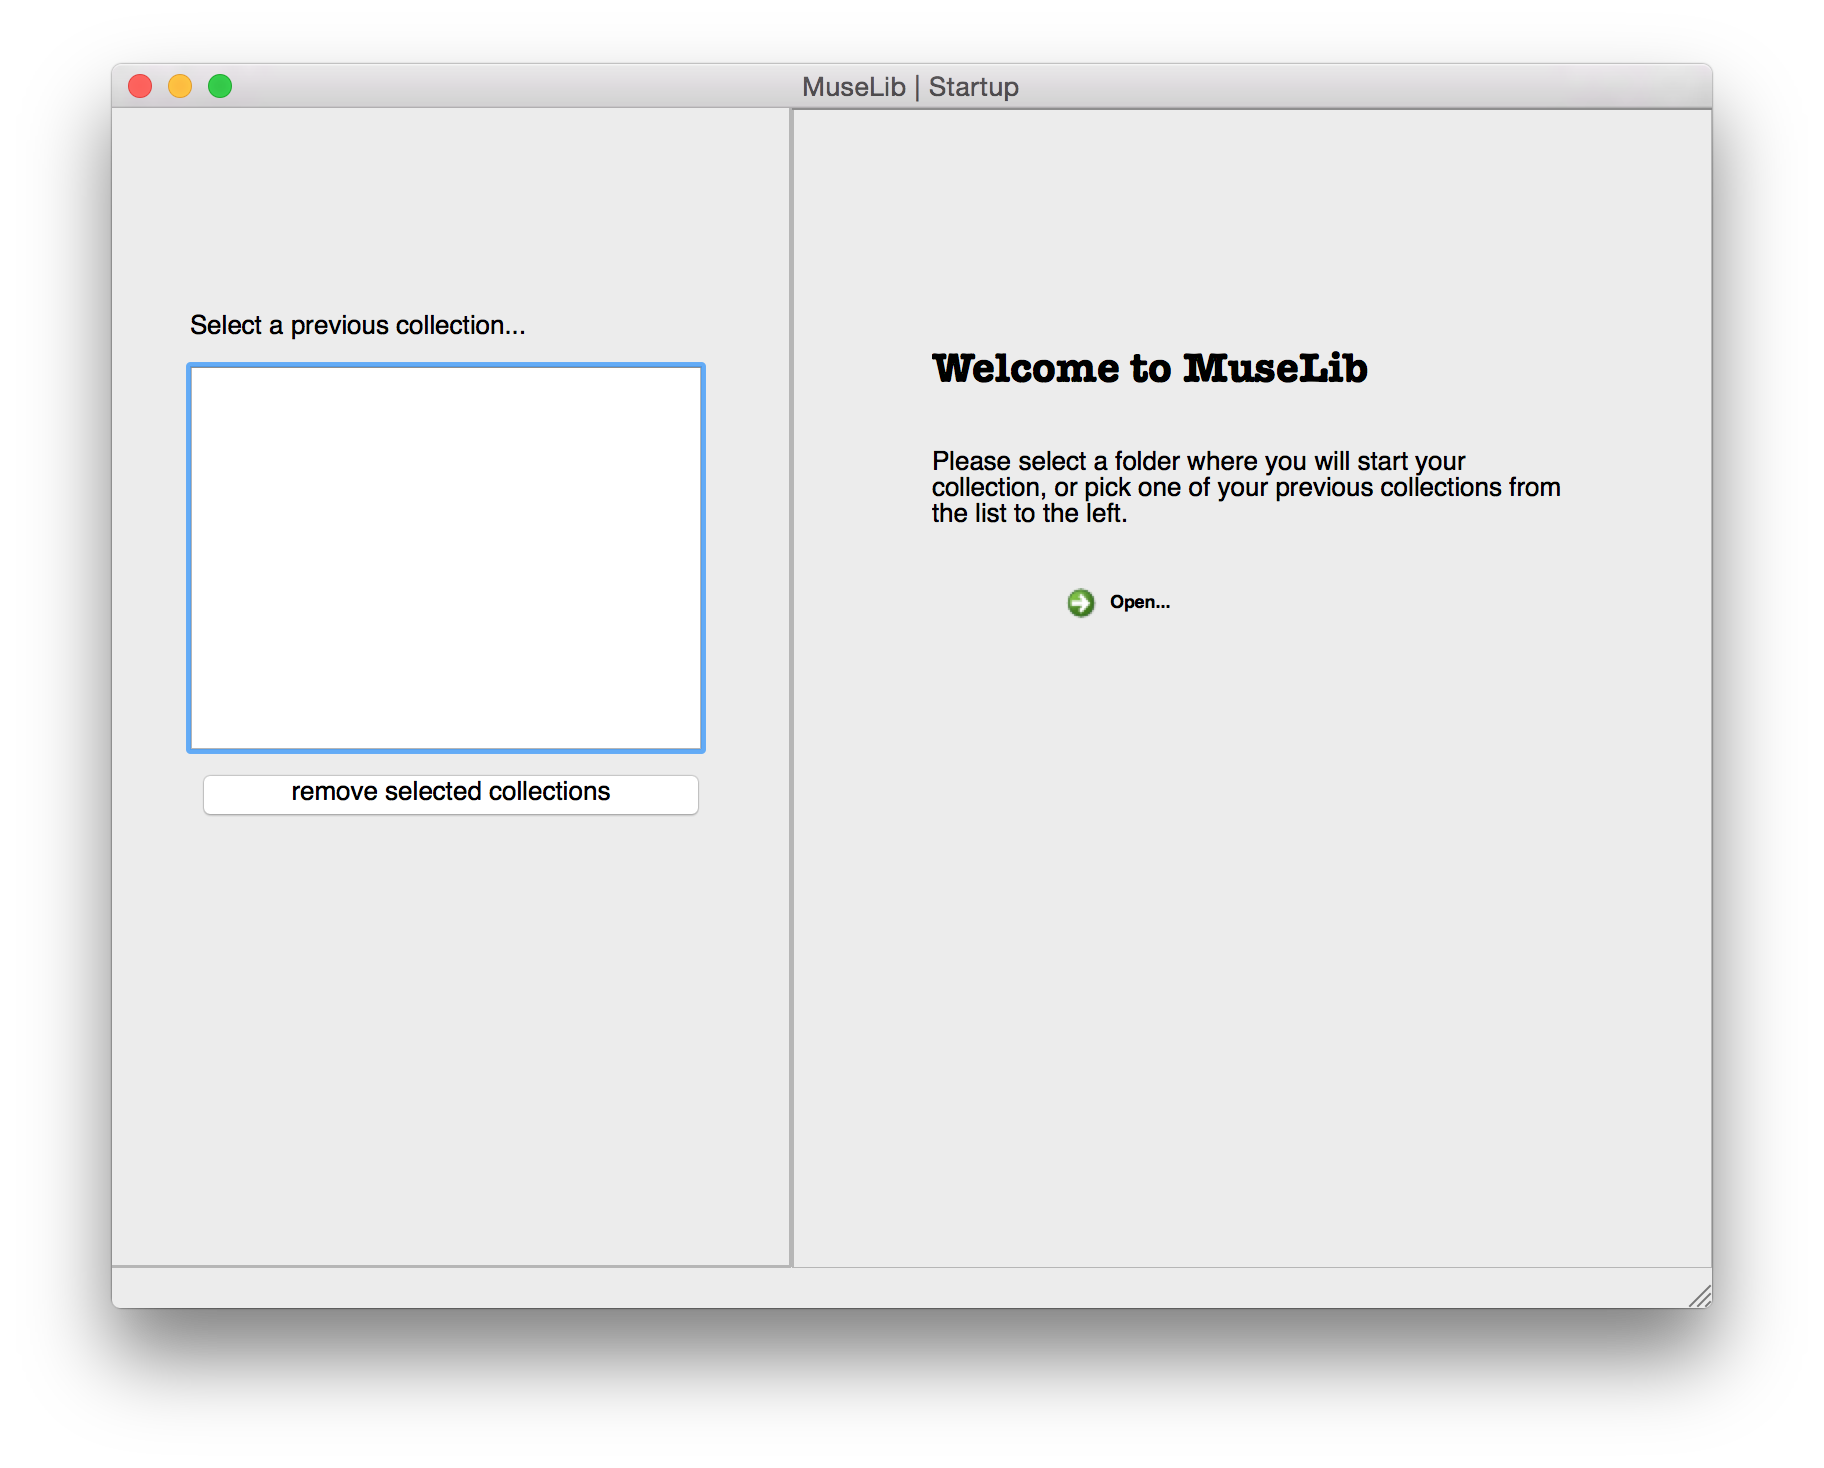 MuseLib | Startup
Select a previous collection...
remove selected collections
Welcome to MuseLib
Please select a folder where you will start your
collection, or pick one of your previous collections from
the list to the left.
Open...